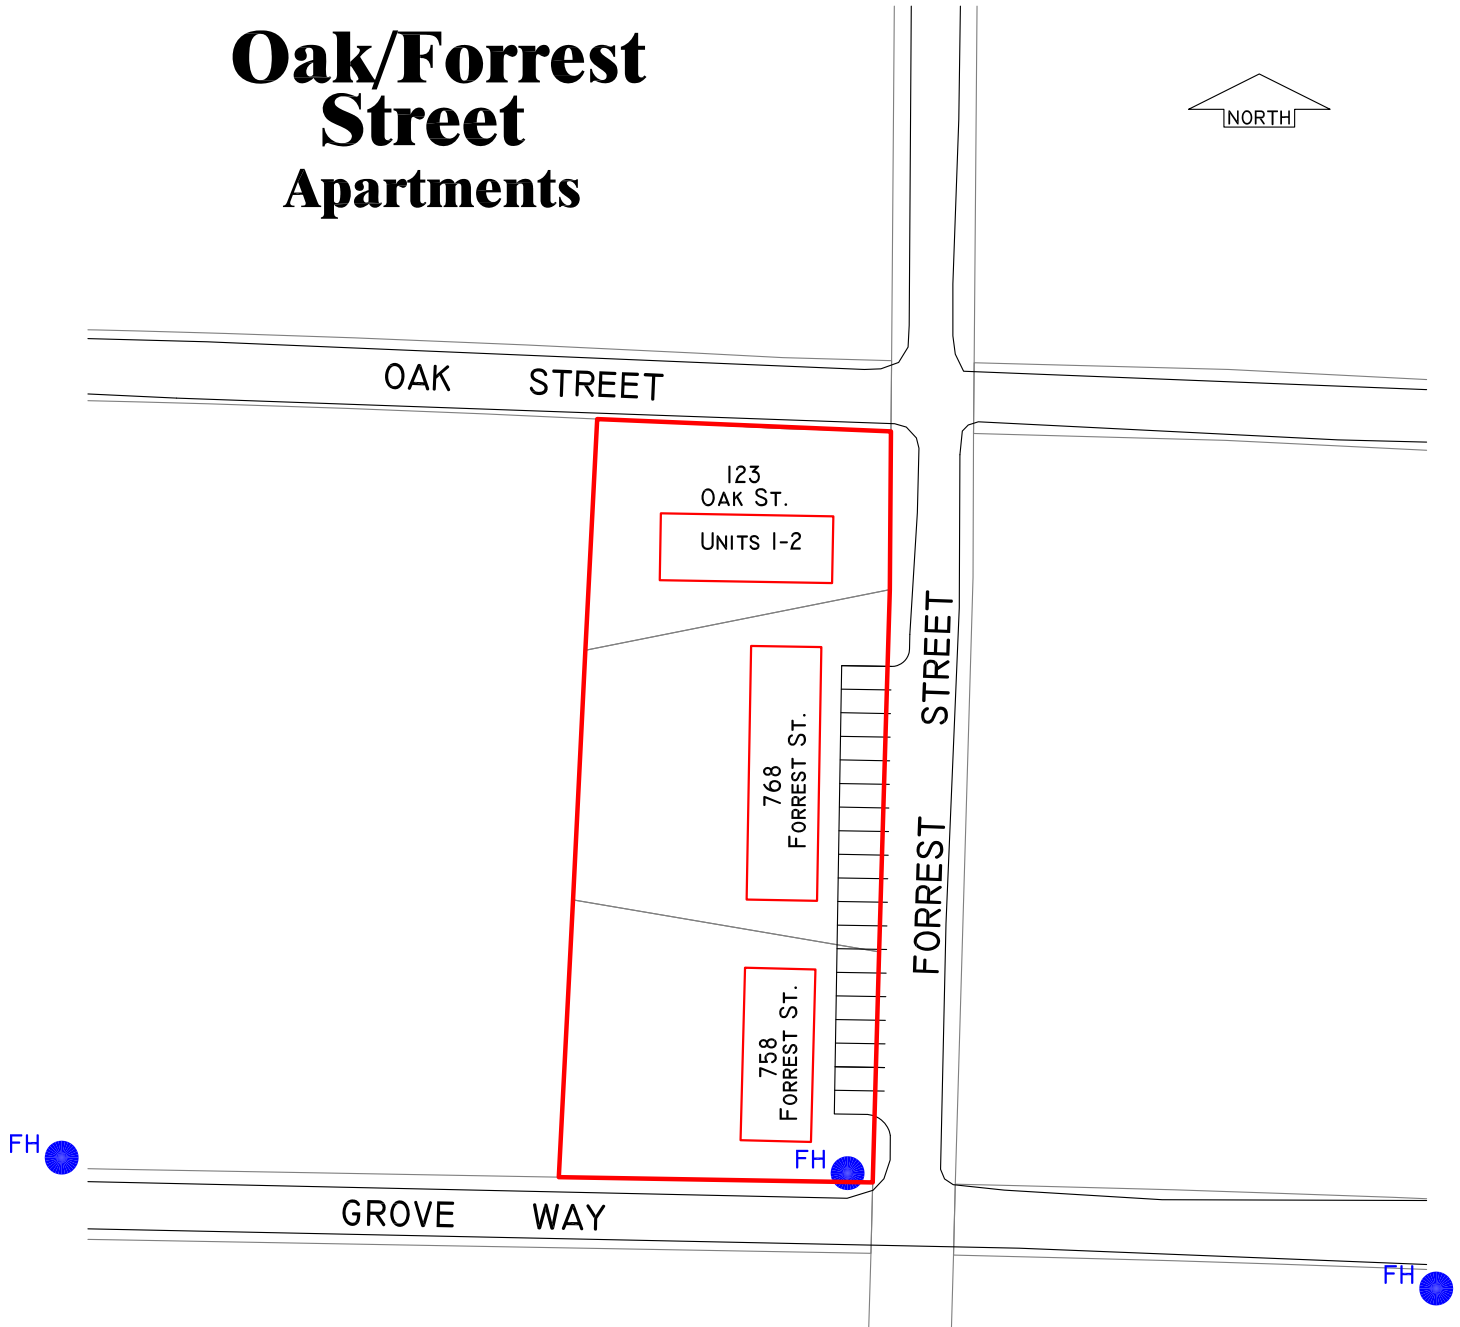 Oak/Forrest
Street
Apartments
NORTH
OAK STREET
123
OAK ST.
UNITS 1-2
FORREST STREET
768
FORREST ST.
758
FORREST ST.
FH
FH
GROVE WAY
FH